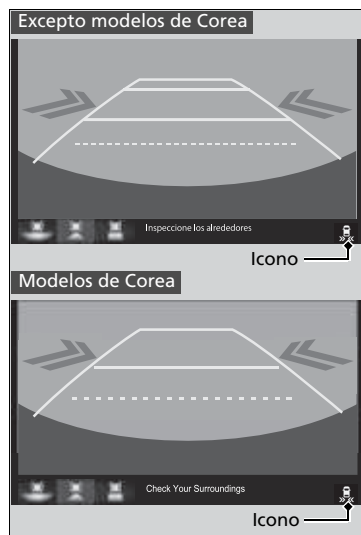 Excepto modelos de Corea
Inspeccione los alrededores
Icono
Modelos de Corea
Check Your Surroundings
Icono